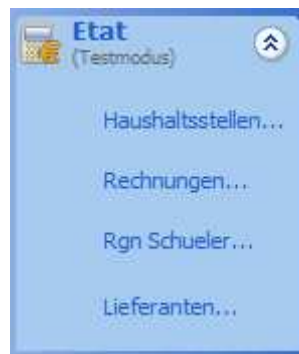 Etat
(Testmodus)
Haushaltsstellen...
Rechnungen...
Rgn Schueler...
Lieferanten...